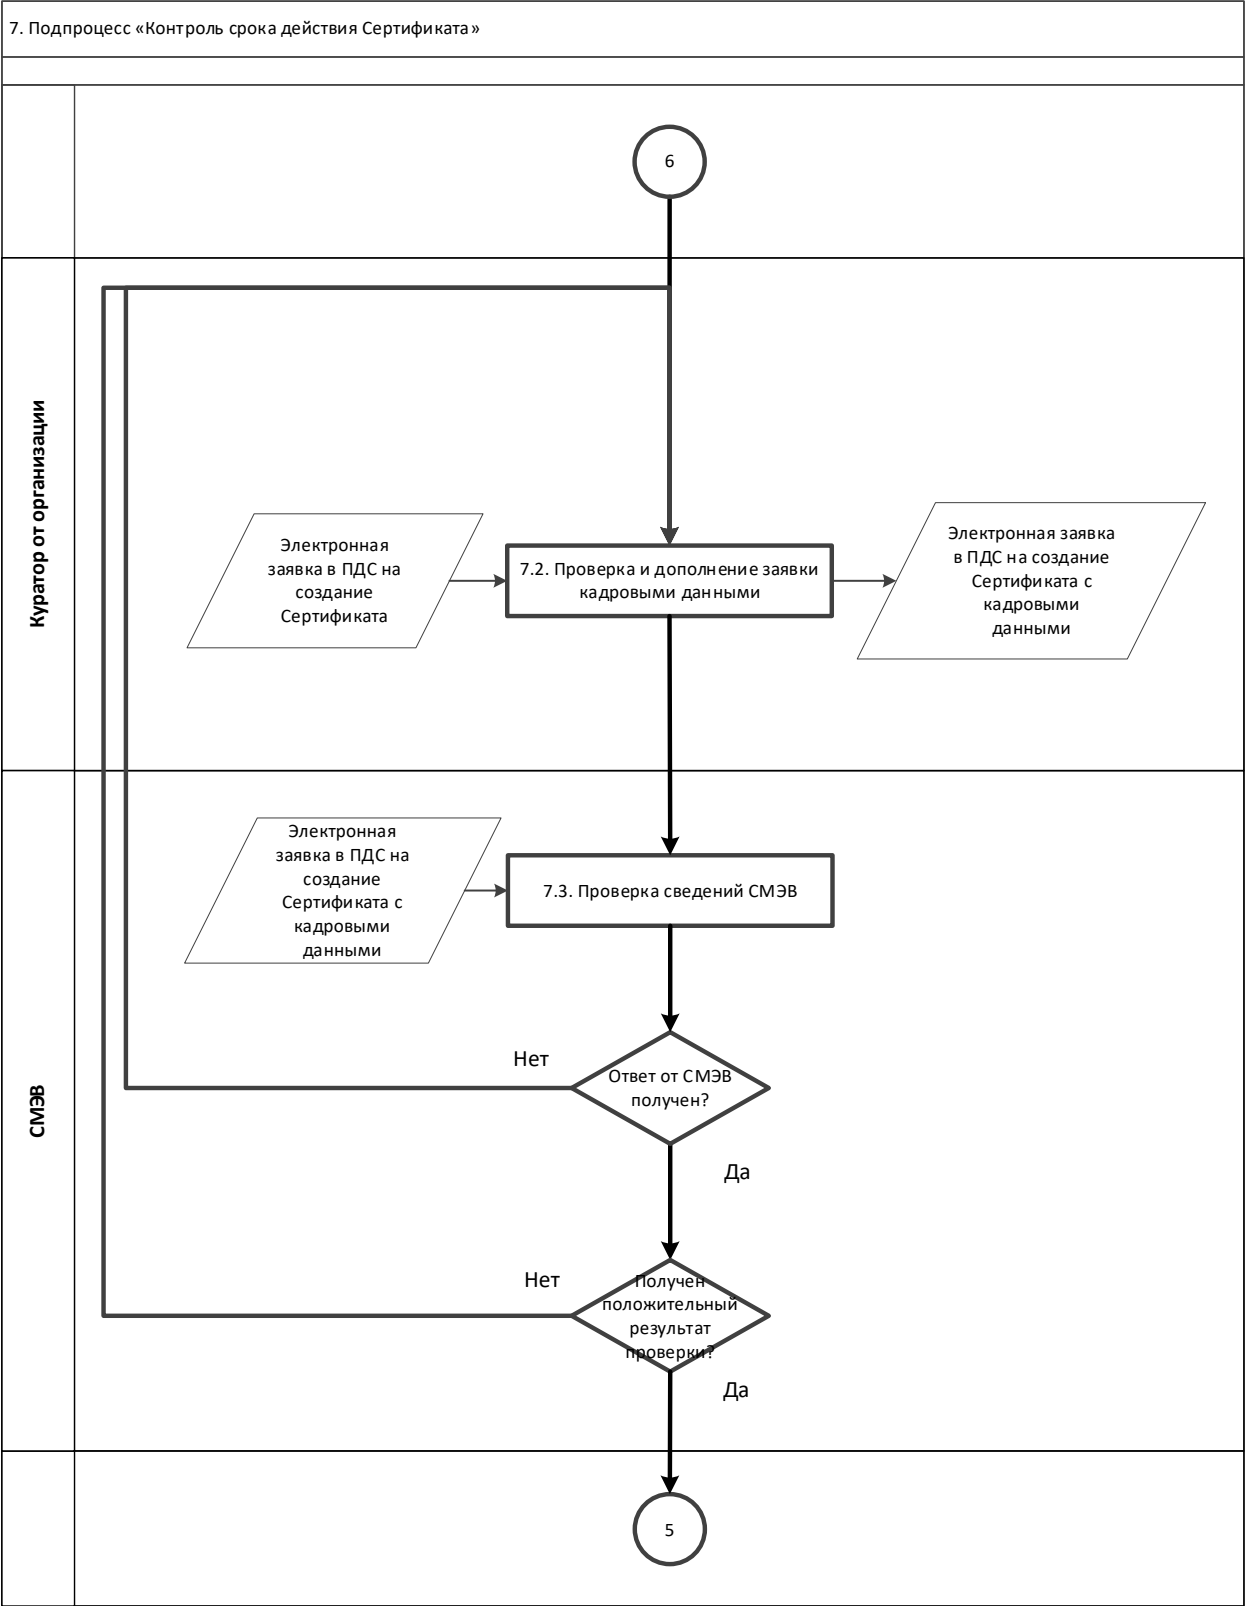 7. Подпроцесс «Контроль срока действия Сертификата»
6
Куратор от организации
Электронная
заявка в ПДС на
создание
Сертификата
7.2. Проверка и дополнение заявки
кадровыми данными
Электронная заявка
в ПДС на создание
Сертификата с
кадровыми
данными
СМЭВ
Электронная
заявка в ПДС на
создание
Сертификата с
кадровыми
данными
7.3. Проверка сведений СМЭВ
Нет
Ответ от СМЭВ
получен?
Да
Нет
Получен
положительный
результат
проверки?
Да
5